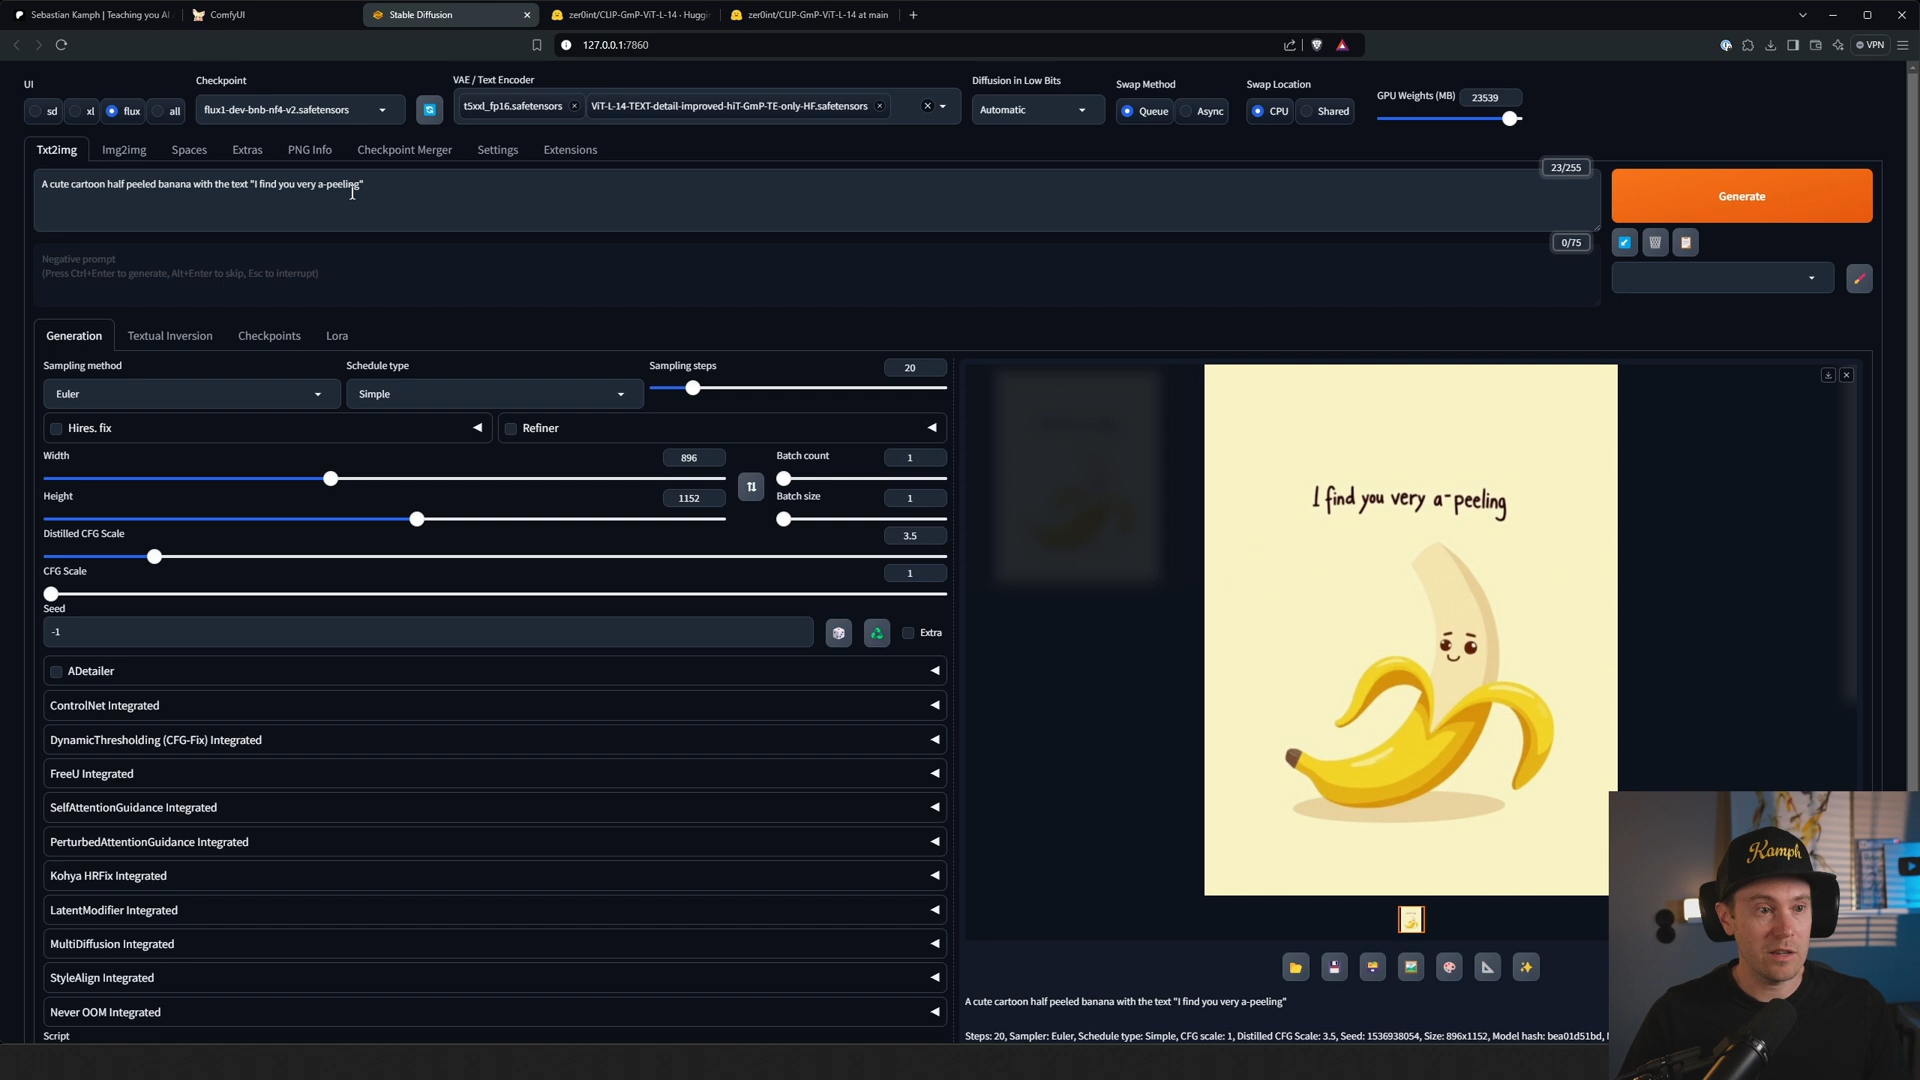 Sebastian Kamph | Teaching you AI
ComfyUI
Stable Diffusion
zer0int/CLIP-GmP-ViT-L-14 · Huggi
zer0int/CLIP-GmP-ViT-L-14 at main
127.0.0.1:7860
VPN
UI
sd
xl
flux
all
Checkpoint
flux1-dev-bnb-nf4-v2.safetensors
VAE / Text Encoder
t5xxl_fp16.safetensors
ViT-L-14-TEXT-detail-improved-hiT-GmP-TE-only-HF.safetensors
Diffusion in Low Bits
Automatic
Swap Method
Queue
Async
Swap Location
CPU
Shared
GPU Weights (MB)
23539
Txt2img
Img2img
Spaces
Extras
PNG Info
Checkpoint Merger
Settings
Extensions
23/255
A cute cartoon half peeled banana with the text "I find you very a-peeling"
Generate
0/75
Negative prompt
(Press Ctrl+Enter to generate, Alt+Enter to skip, Esc to interrupt)
Generation
Textual Inversion
Checkpoints
Lora
Sampling method
Euler
Schedule type
Simple
Sampling steps
20
Hires. fix
Refiner
Width
896
Batch count
1
Height
1152
Batch size
1
Distilled CFG Scale
3.5
CFG Scale
1
Seed
-1
Extra
ADetailer
ControlNet Integrated
DynamicThresholding (CFG-Fix) Integrated
FreeU Integrated
SelfAttentionGuidance Integrated
PerturbedAttentionGuidance Integrated
Kohya HRFix Integrated
LatentModifier Integrated
MultiDiffusion Integrated
StyleAlign Integrated
Never OOM Integrated
Script
I find you very a-peeling
A cute cartoon half peeled banana with the text "I find you very a-peeling"
Steps: 20, Sampler: Euler, Schedule type: Simple, CFG scale: 1, Distilled CFG Scale: 3.5, Seed: 1536938054, Size: 896x1152, Model hash: bea01d51bd,
Kamph